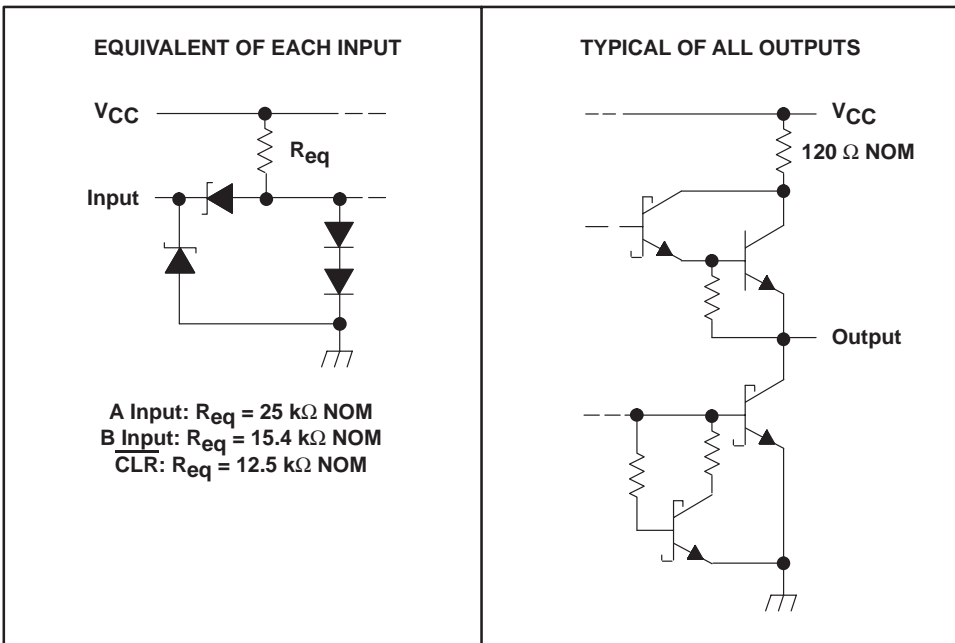 EQUIVALENT OF EACH INPUT
VCC
Req
Input
A Input: Req = 25 kΩ NOM
B Input: Req = 15.4 kΩ NOM
CLR: Req = 12.5 kΩ NOM
TYPICAL OF ALL OUTPUTS
VCC
120 Ω NOM
Output